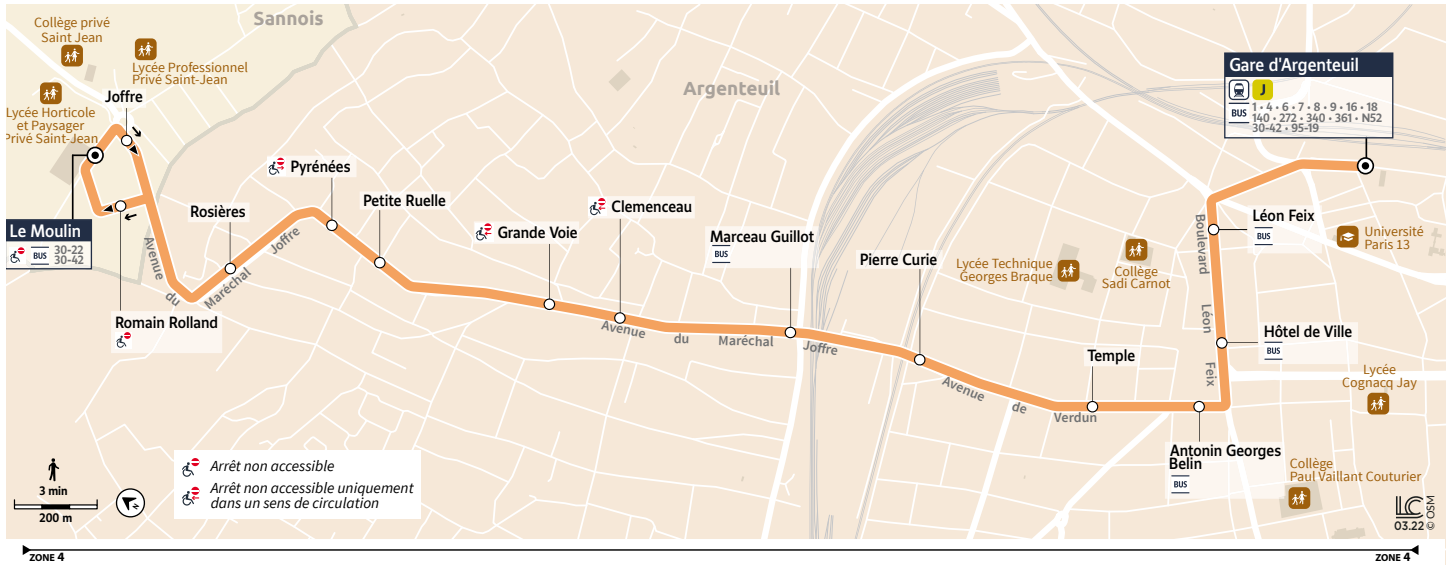 Sannois
Collège privé
Saint Jean
Lycée Professionnel
Privé Saint-Jean
Joffre
Lycée Horticole
et Paysager
Privé Saint-Jean
Le Moulin
BUS
30-22
30-42
Romain Rolland
Avenue
du
Maréchal
Joffre
Rosières
Pyrénées
Petite Ruelle
Grande Voie
Clemenceau
Argenteuil
Marceau Guillot
BUS
Avenue
du
Maréchal
Joffre
Pierre Curie
Lycée Technique
Georges Braque
Collège
Sadi Carnot
Avenue
de
Verdun
Temple
Antonin Georges
Belin
BUS
Boulevard
Léon
Feix
Gare d'Argenteuil
J
BUS
1 • 4 • 6 • 7 • 8 • 9 • 16 • 18
140 • 272 • 340 • 361 • N52
30-42 • 95-19
Léon Feix
BUS
Université
Paris 13
Hôtel de Ville
BUS
Lycée
Cognacq Jay
Collège
Paul Vaillant Couturier
3 min
200 m
N
Arrêt non accessible
Arrêt non accessible uniquement
dans un sens de circulation
LC
03.22 © OSM
ZONE 4
ZONE 4